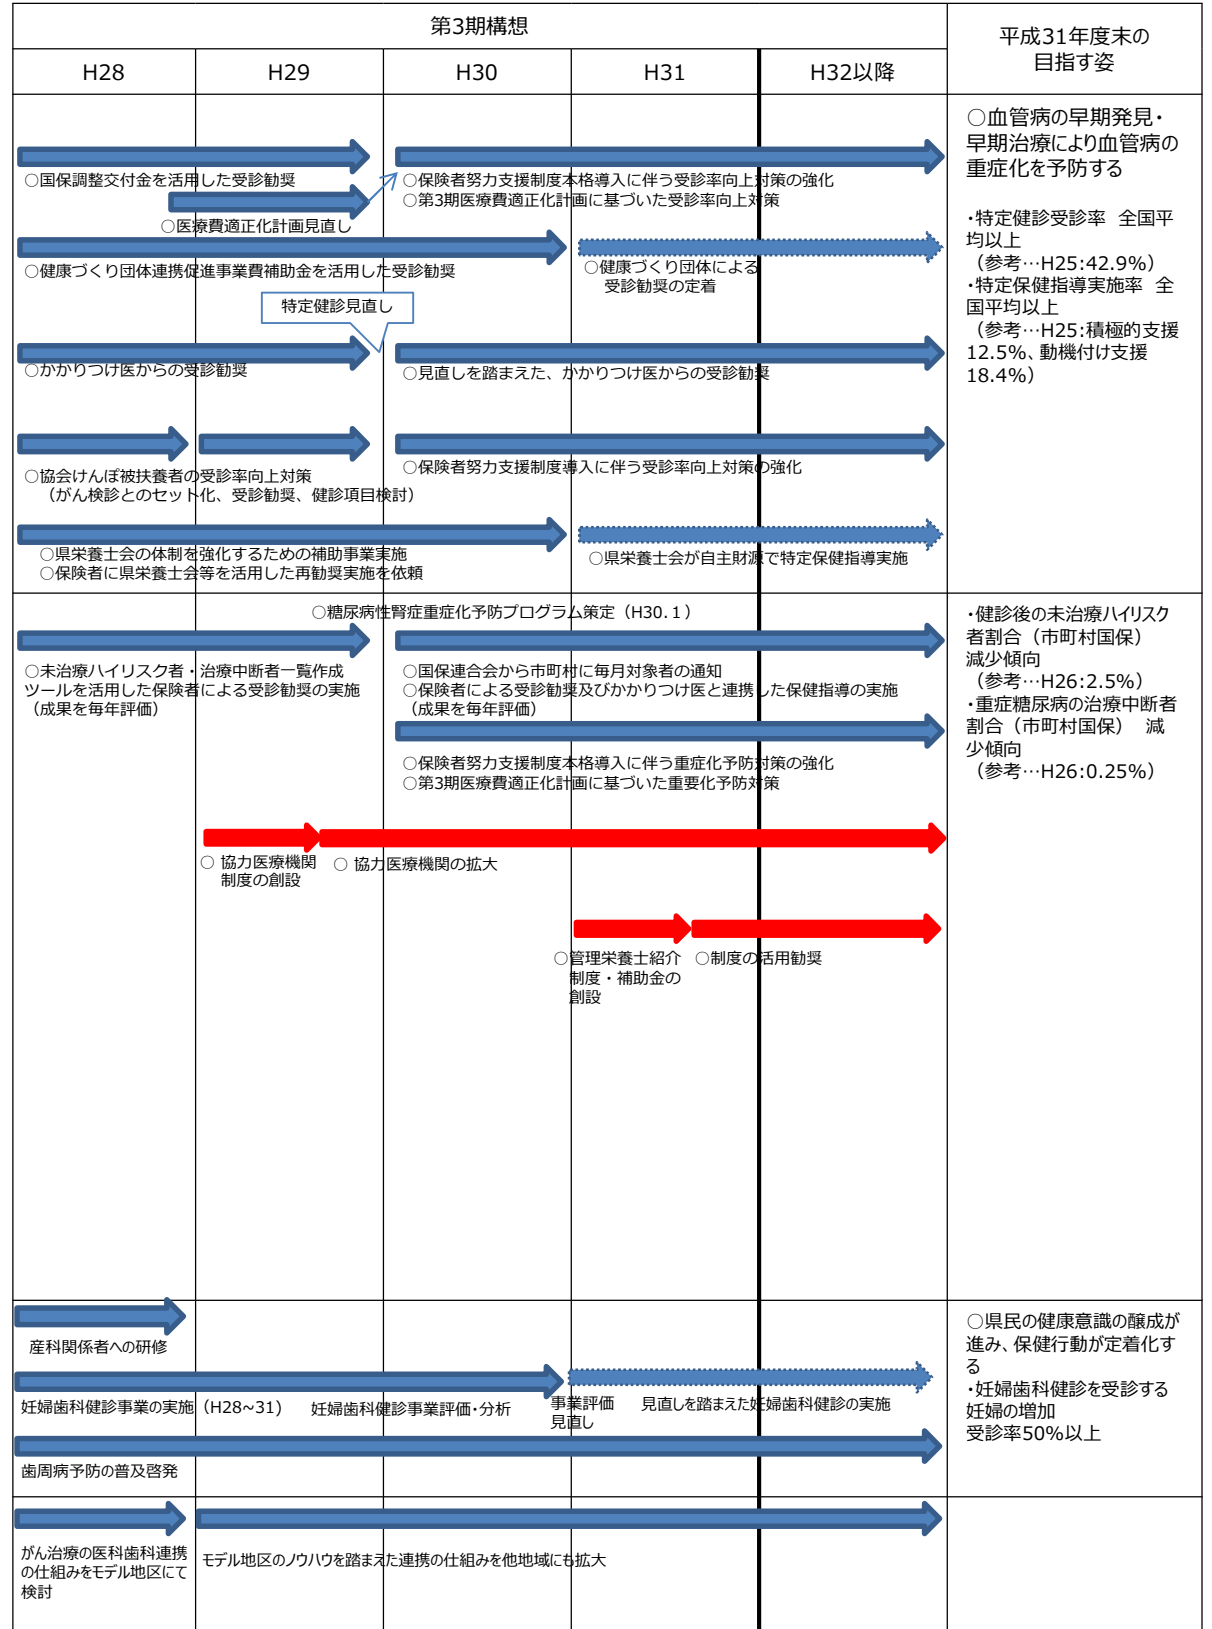 第3期構想
平成31年度末の
目指す姿
H28
H29
H30
H31
H32以降
○国保調整交付金を活用した受診勧奨
○医療費適正化計画見直し
○保険者努力支援制度本格導入に伴う受診率向上対策の強化
○第3期医療費適正化計画に基づいた受診率向上対策
○健康づくり団体連携促進事業費補助金を活用した受診勧奨
○健康づくり団体による
受診勧奨の定着
特定健診見直し
○かかりつけ医からの受診勧奨
○見直しを踏まえた、かかりつけ医からの受診勧奨
○協会けんぽ被扶養者の受診率向上対策
（がん検診とのセット化、受診勧奨、健診項目検討）
○保険者努力支援制度導入に伴う受診率向上対策の強化
○県栄養士会の体制を強化するための補助事業実施
○保険者に県栄養士会等を活用した再勧奨実施を依頼
○県栄養士会が自主財源で特定保健指導実施
○血管病の早期発見・
早期治療により血管病の
重症化を予防する
・特定健診受診率　全国平
均以上
（参考…H25:42.9%）
・特定保健指導実施率　全
国平均以上
（参考…H25:積極的支援
12.5%、動機付け支援
18.4%）
○糖尿病性腎症重症化予防プログラム策定（H30.１）
○未治療ハイリスク者・治療中断者一覧作成
ツールを活用した保険者による受診勧奨の実施
（成果を毎年評価）
○国保連合会から市町村に毎月対象者の通知
○保険者による受診勧奨及びかかりつけ医と連携した保健指導の実施
（成果を毎年評価）
○保険者努力支援制度本格導入に伴う重症化予防対策の強化
○第3期医療費適正化計画に基づいた重要化予防対策
○ 協力医療機関
制度の創設
○ 協力医療機関の拡大
○管理栄養士紹介
制度・補助金の
創設
○制度の活用勧奨
・健診後の未治療ハイリスク
者割合（市町村国保）
減少傾向
（参考…H26:2.5%）
・重症糖尿病の治療中断者
割合（市町村国保）　減
少傾向
（参考…H26:0.25%）
産科関係者への研修
妊婦歯科健診事業の実施（H28~31)
妊婦歯科健診事業評価・分析
事業評価
見直し
見直しを踏まえた妊婦歯科健診の実施
歯周病予防の普及啓発
○県民の健康意識の醸成が
進み、保健行動が定着化す
る
・妊婦歯科健診を受診する
妊婦の増加
受診率50%以上
がん治療の医科歯科連携
の仕組みをモデル地区にて
検討
モデル地区のノウハウを踏まえた連携の仕組みを他地域にも拡大